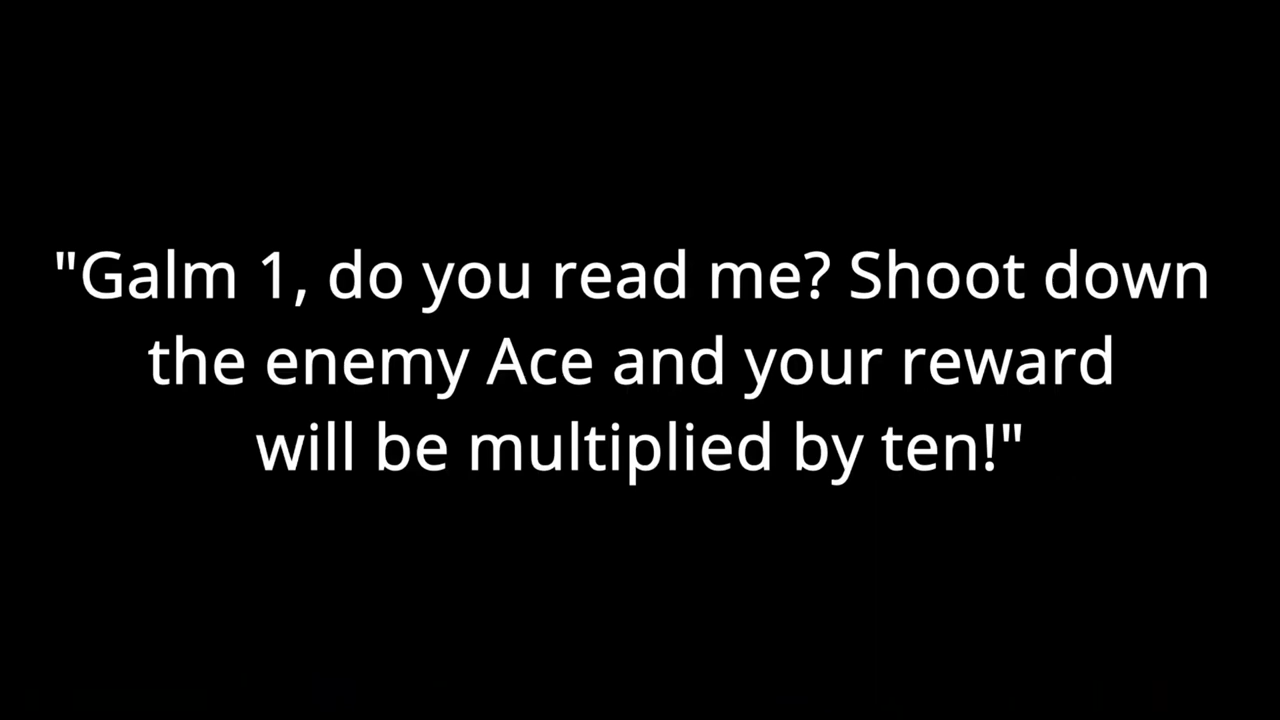 "Galm 1, do you read me? Shoot down
the enemy Ace and your reward
will be multiplied by ten!"